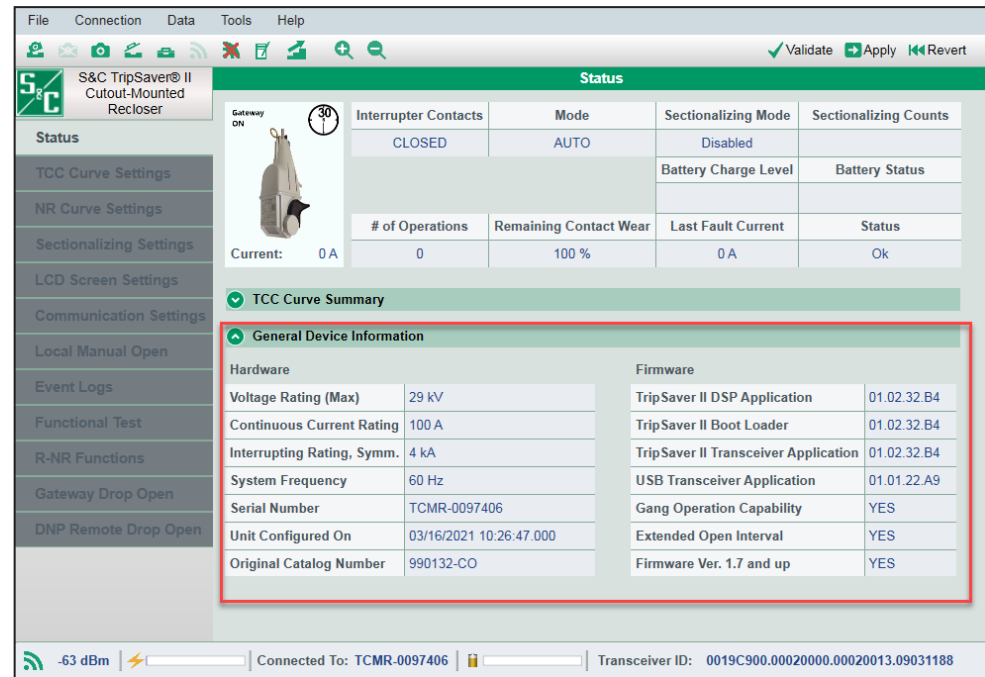 File Connection Data Tools Help
Validate Apply Revert
S&C
S&C TripSaver® II
Cutout-Mounted
Recloser
Status
TCC Curve Settings
NR Curve Settings
Sectionalizing Settings
LCD Screen Settings
Communication Settings
Local Manual Open
Event Logs
Functional Test
R-NR Functions
Gateway Drop Open
DNP Remote Drop Open
Status
Gateway
ON
30
Current: 0 A
Interrupter Contacts Mode Sectionalizing Mode Sectionalizing Counts
CLOSED AUTO Disabled
Battery Charge Level Battery Status
# of Operations Remaining Contact Wear Last Fault Current Status
0 100 % 0 A Ok
TCC Curve Summary
General Device Information
Hardware
Voltage Rating (Max) 29 kV
Continuous Current Rating 100 A
Interrupting Rating, Symm. 4 kA
System Frequency 60 Hz
Serial Number TCMR-0097406
Unit Configured On 03/16/2021 10:26:47.000
Original Catalog Number 990132-CO
Firmware
TripSaver II DSP Application 01.02.32.B4
TripSaver II Boot Loader 01.02.32.B4
TripSaver II Transceiver Application 01.02.32.B4
USB Transceiver Application 01.01.22.A9
Gang Operation Capability YES
Extended Open Interval YES
Firmware Ver. 1.7 and up YES
-63 dBm Connected To: TCMR-0097406 Transceiver ID: 0019C900.00020000.00020013.09031188